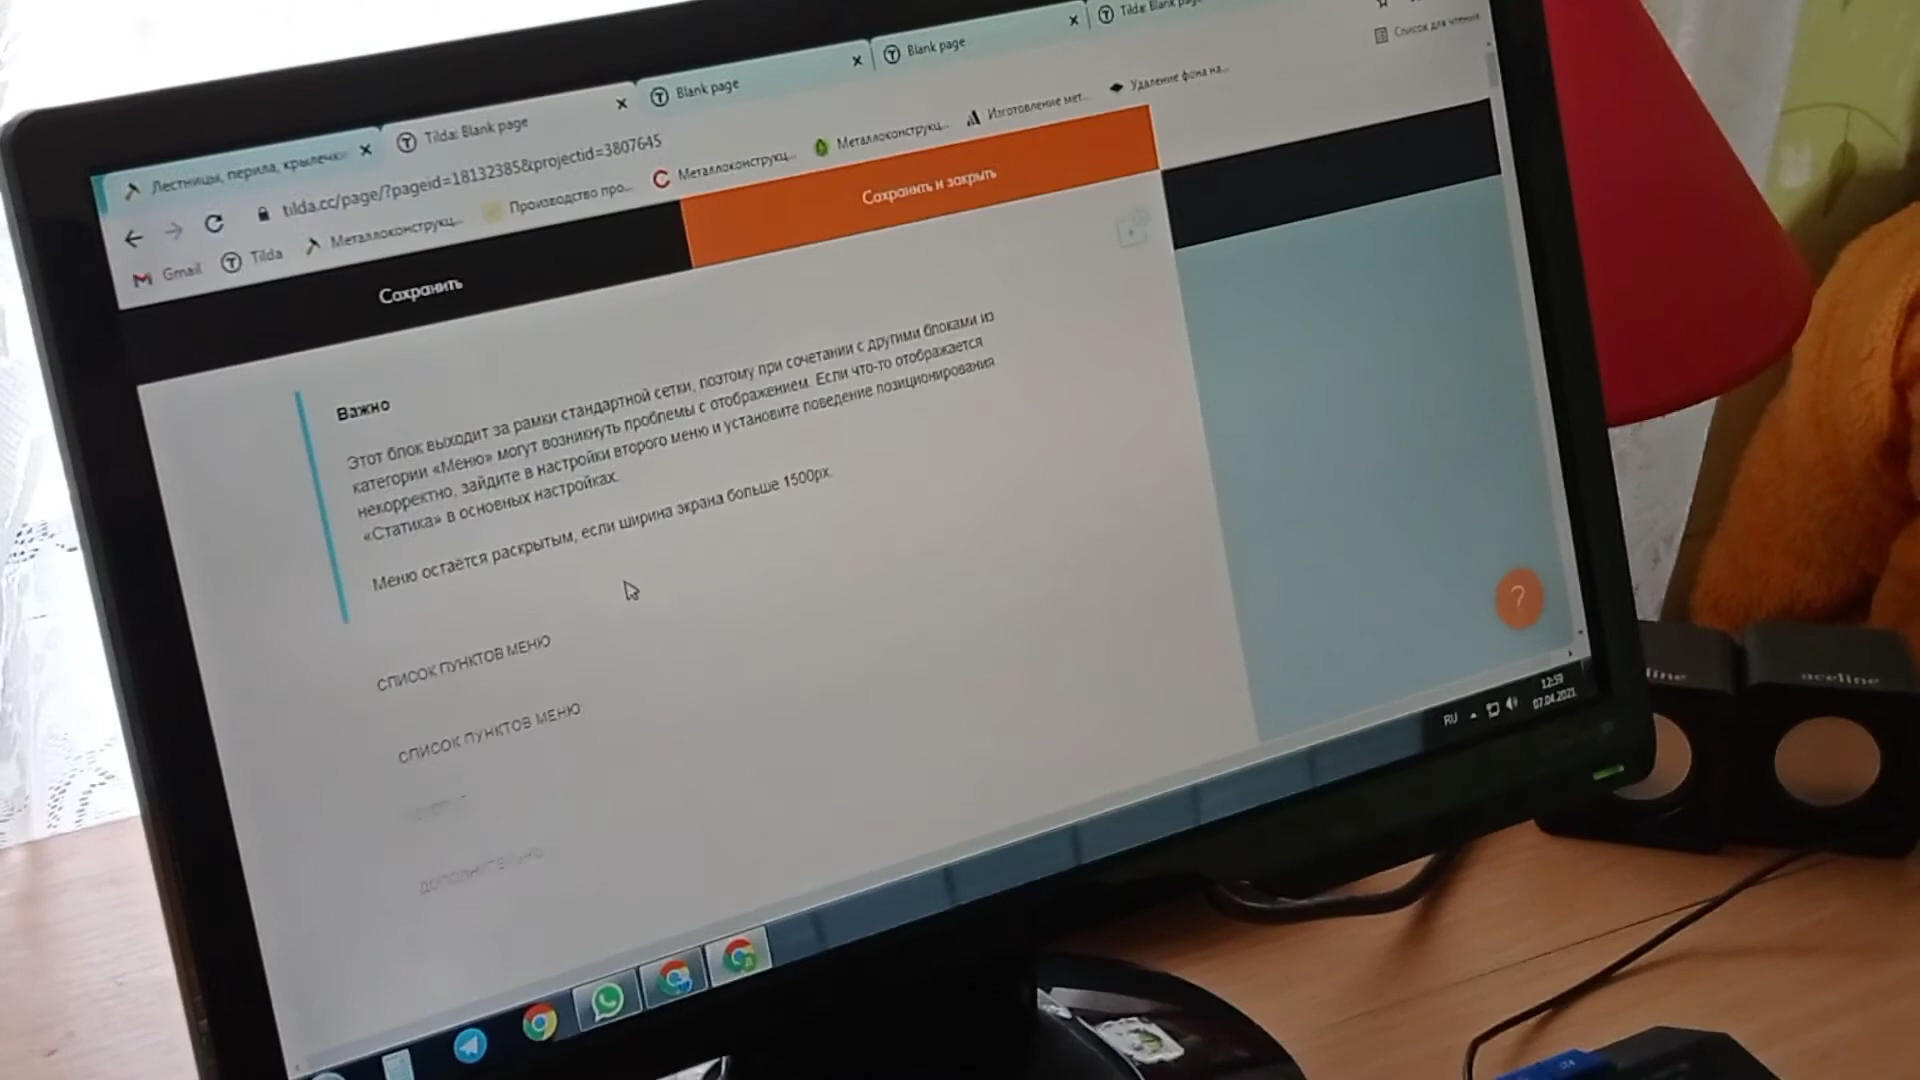 Лестницы, перила, крылечки
Tilda: Blank page
Blank page
Blank page
Tilda: Blank page
tilda.cc/page/?pageid=18132385&projectid=3807645
Gmail
Tilda
Металлоконструкц...
Производство про...
Металлоконструкц...
Металлоконструкц...
Изготовление мет...
Удаление фона на...
Список для чтения
Сохранить
Сохранить и закрыть
Важно
Этот блок выходит за рамки стандартной сетки, поэтому при сочетании с другими блоками из
категории «Меню» могут возникнуть проблемы с отображением. Если что-то отображается
некорректно, зайдите в настройки второго меню и установите поведение позиционирования
«Статика» в основных настройках.
Меню остаётся раскрытым, если ширина экрана больше 1500px.
СПИСОК ПУНКТОВ МЕНЮ
СПИСОК ПУНКТОВ МЕНЮ
ДОПОЛНИТЕЛЬНО
?
RU
12:59
07.04.2021
aceline